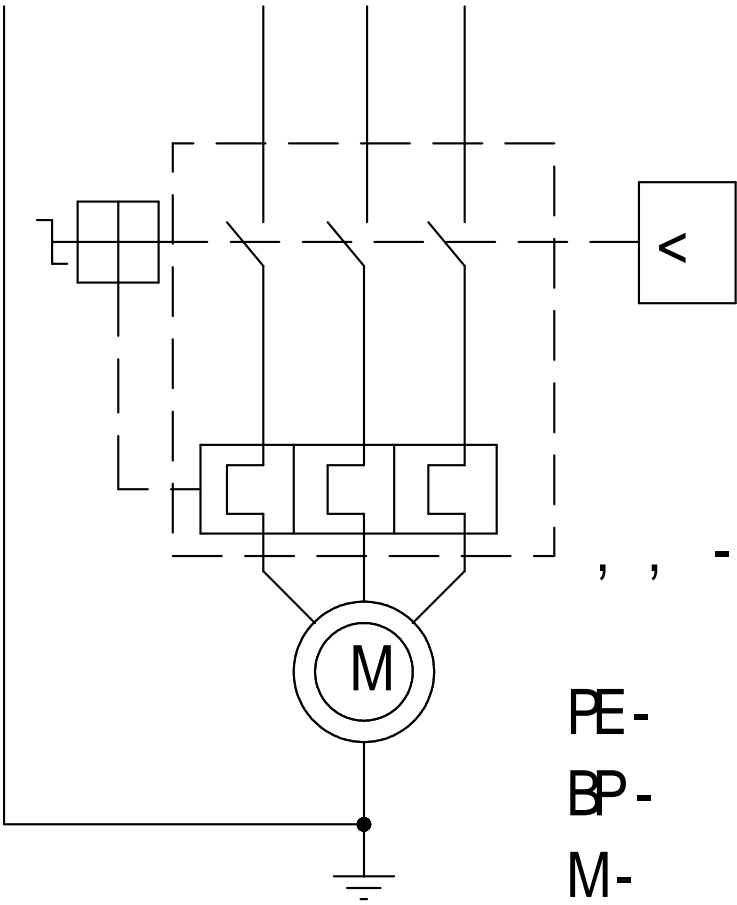 <
, , -
M
PE-
BP-
M-